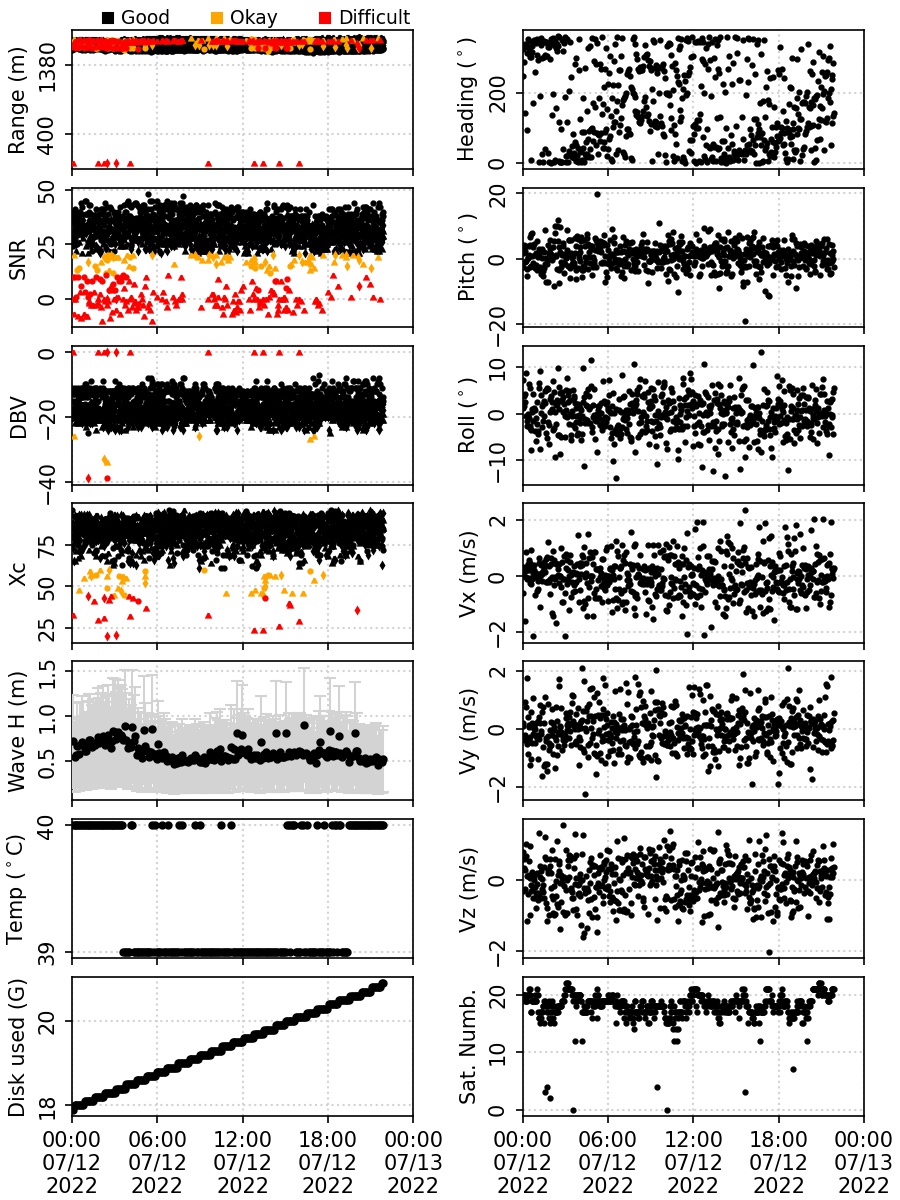 Good Okay Difficult
Range (m)
1380
400
SNR
50
25
0
DBV
0
−20
−40
Xc
75
50
25
Wave H (m)
1.5
1.0
0.5
Temp (°C)
40
39
Disk used (G)
20
18
00:00 06:00 12:00 18:00 00:00
07/12 07/12 07/12 07/12 07/13
2022 2022 2022 2022 2022
Heading (°)
200
0
Pitch (°)
20
0
−20
Roll (°)
10
0
−10
Vx (m/s)
2
0
−2
Vy (m/s)
2
0
−2
Vz (m/s)
0
−2
Sat. Numb.
20
10
0
00:00 06:00 12:00 18:00 00:00
07/12 07/12 07/12 07/12 07/13
2022 2022 2022 2022 2022